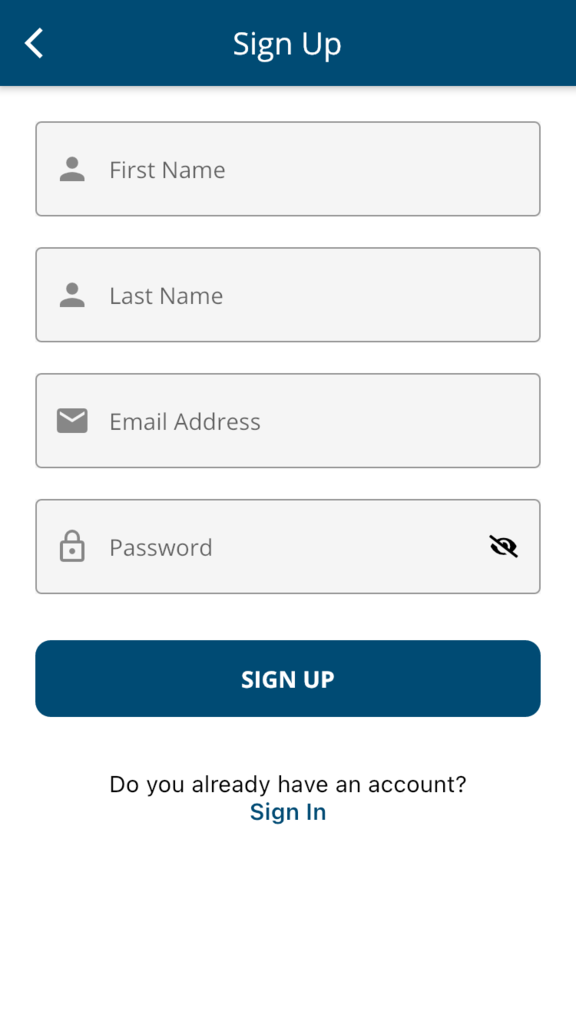 Sign Up
First Name
Last Name
Email Address
Password
SIGN UP
Do you already have an account?
Sign In